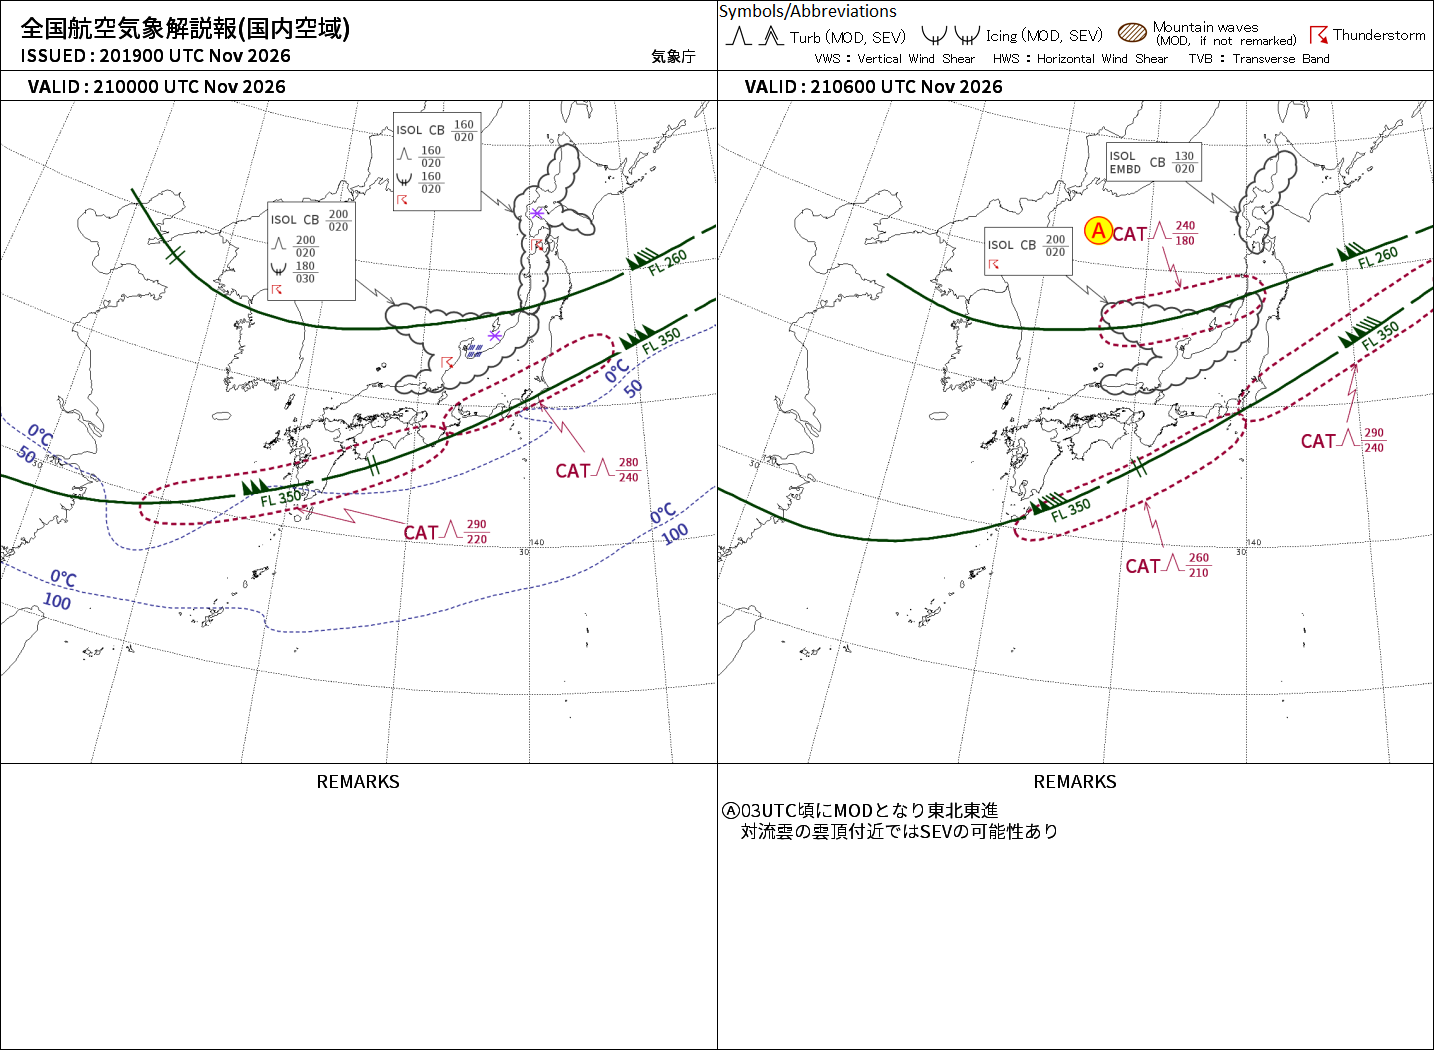 全国航空気象解説報(国内空域)
ISSUED : 201900 UTC Nov 2026
気象庁
Symbols/Abbreviations
Turb (MOD, SEV)
Icing (MOD, SEV)
Mountain waves
(MOD, if not remarked)
Thunderstorm
VWS : Vertical Wind Shear
HWS : Horizontal Wind Shear
TVB : Transverse Band
VALID : 210000 UTC Nov 2026
ISOL CB 160
020
160
020
160
020
ISOL CB 200
020
200
020
180
030
FL 260
FL 350
0°C
50
0°C
50
30
120
FL 350
CAT 280
240
CAT 290
220
0°C
100
0°C
100
30
140
VALID : 210600 UTC Nov 2026
ISOL
EMBD CB 130
020
ISOL CB 200
020
A CAT 240
180
FL 260
FL 350
CAT 290
240
30
120
FL 350
CAT 260
210
30
140
REMARKS
REMARKS
Ⓐ03UTC頃にMODとなり東北東進
対流雲の雲頂付近ではSEVの可能性あり